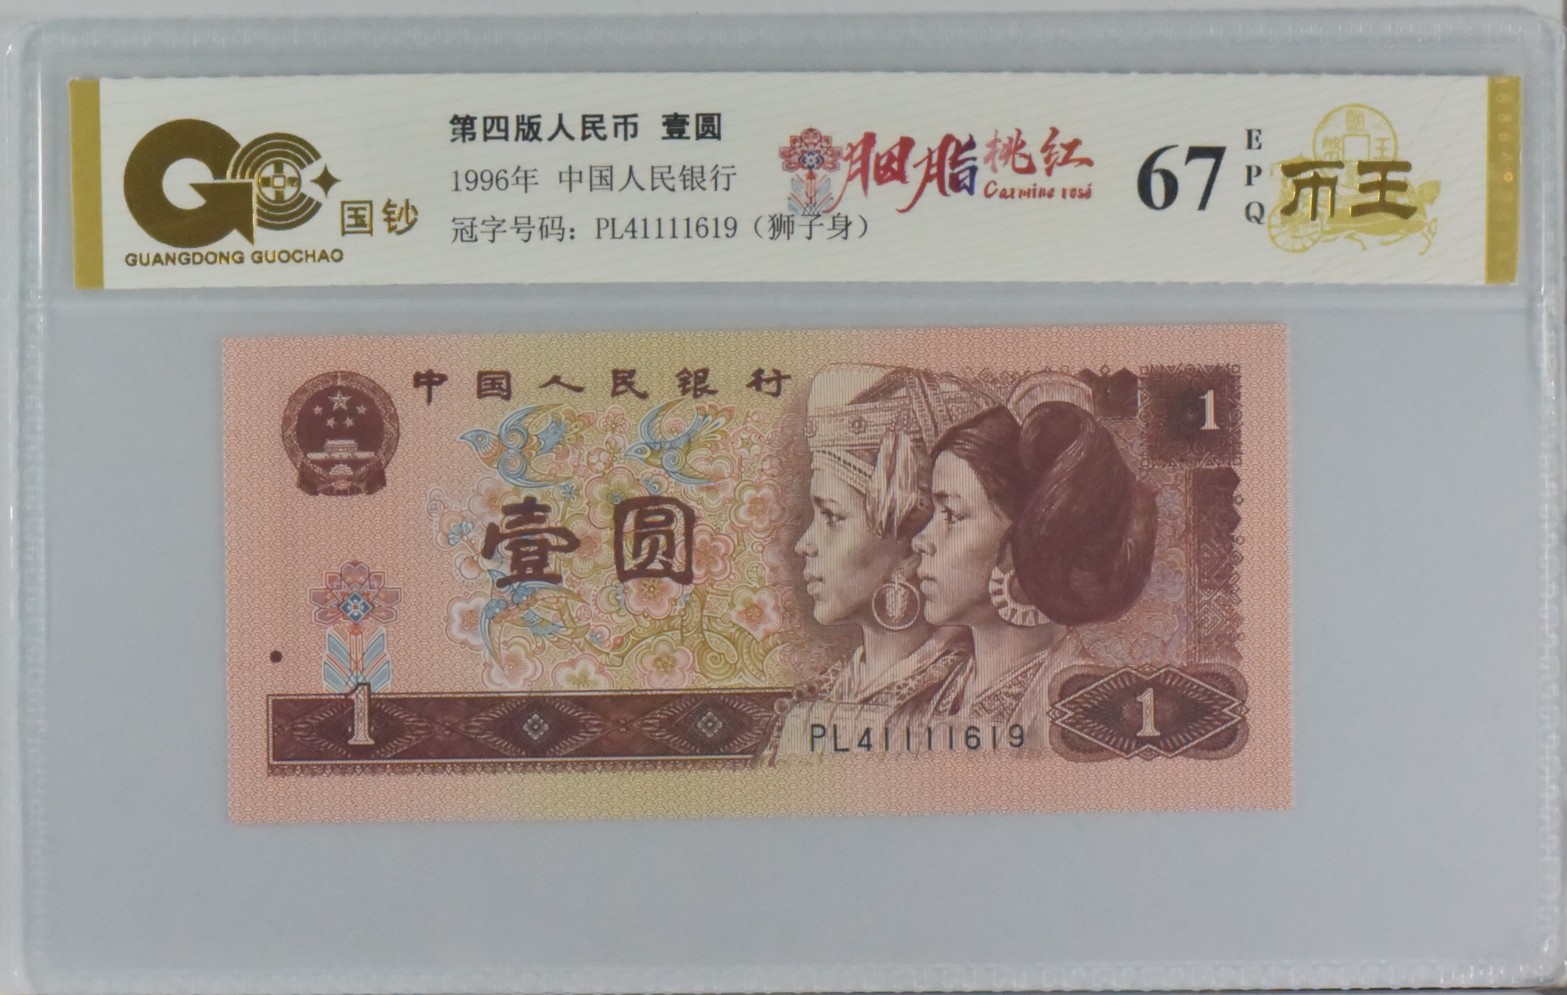 第四版人民币 壹圆
1996年 中国人民银行
冠字号码：PL41111619（狮子身）
国钞
GUANGDONG GUOCHAO
胭脂桃红
Carmine rosé
67
EPQ
币王
中国人民银行
1
壹圆
1
1
PL41111619